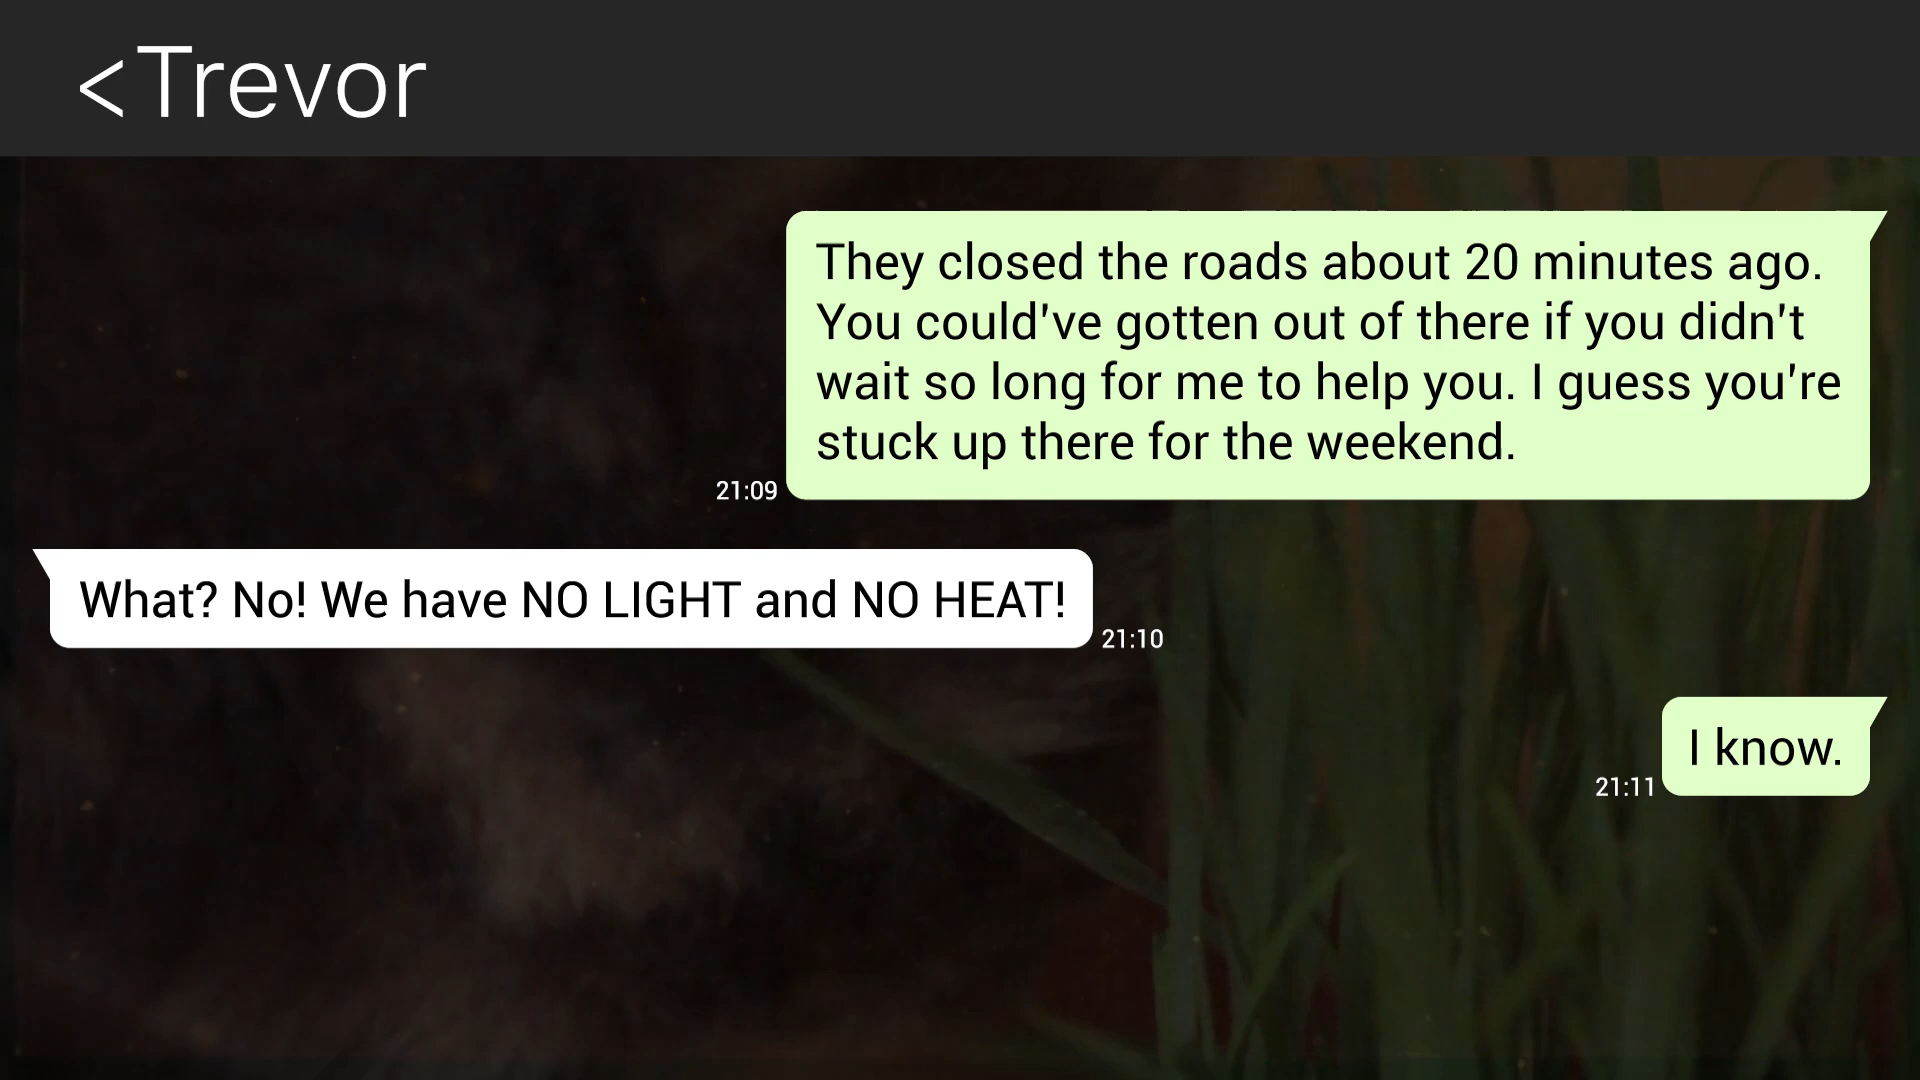 <Trevor
They closed the roads about 20 minutes ago.
You could've gotten out of there if you didn't
wait so long for me to help you. I guess you're
stuck up there for the weekend.
21:09
What? No! We have NO LIGHT and NO HEAT!
21:10
I know.
21:11